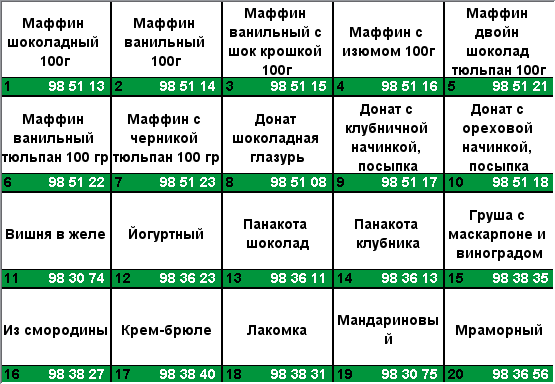 Маффин шоколадный 100г
1 98 51 13
Маффин ванильный 100г
2 98 51 14
Маффин ванильный с шок крошкой 100г
3 98 51 15
Маффин с изюмом 100г
4 98 51 16
Маффин двойн шоколад тюльпан 100г
5 98 51 21
Маффин ванильный тюльпан 100 гр
6 98 51 22
Маффин с черникой тюльпан 100 гр
7 98 51 23
Донат шоколадная глазурь
8 98 51 08
Донат с клубничной начинкой, посыпка
9 98 51 17
Донат с ореховой начинкой, посыпка
10 98 51 18
Вишня в желе
11 98 30 74
Йогуртный
12 98 36 23
Панакота шоколад
13 98 36 11
Панакота клубника
14 98 36 13
Груша с маскарпоне и виноградом
15 98 38 35
Из смородины
16 98 38 27
Крем-брюле
17 98 38 40
Лакомка
18 98 38 31
Мандариновый
19 98 30 75
Мраморный
20 98 36 56